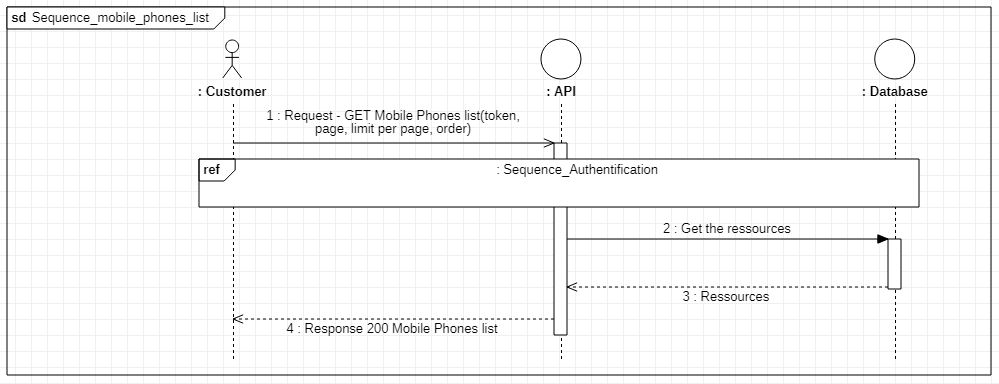 sd Sequence_mobile_phones_list
: Customer
: API
: Database
1 : Request - GET Mobile Phones list(token,
page, limit per page, order)
ref
: Sequence_Authentification
2 : Get the ressources
3 : Ressources
4 : Response 200 Mobile Phones list